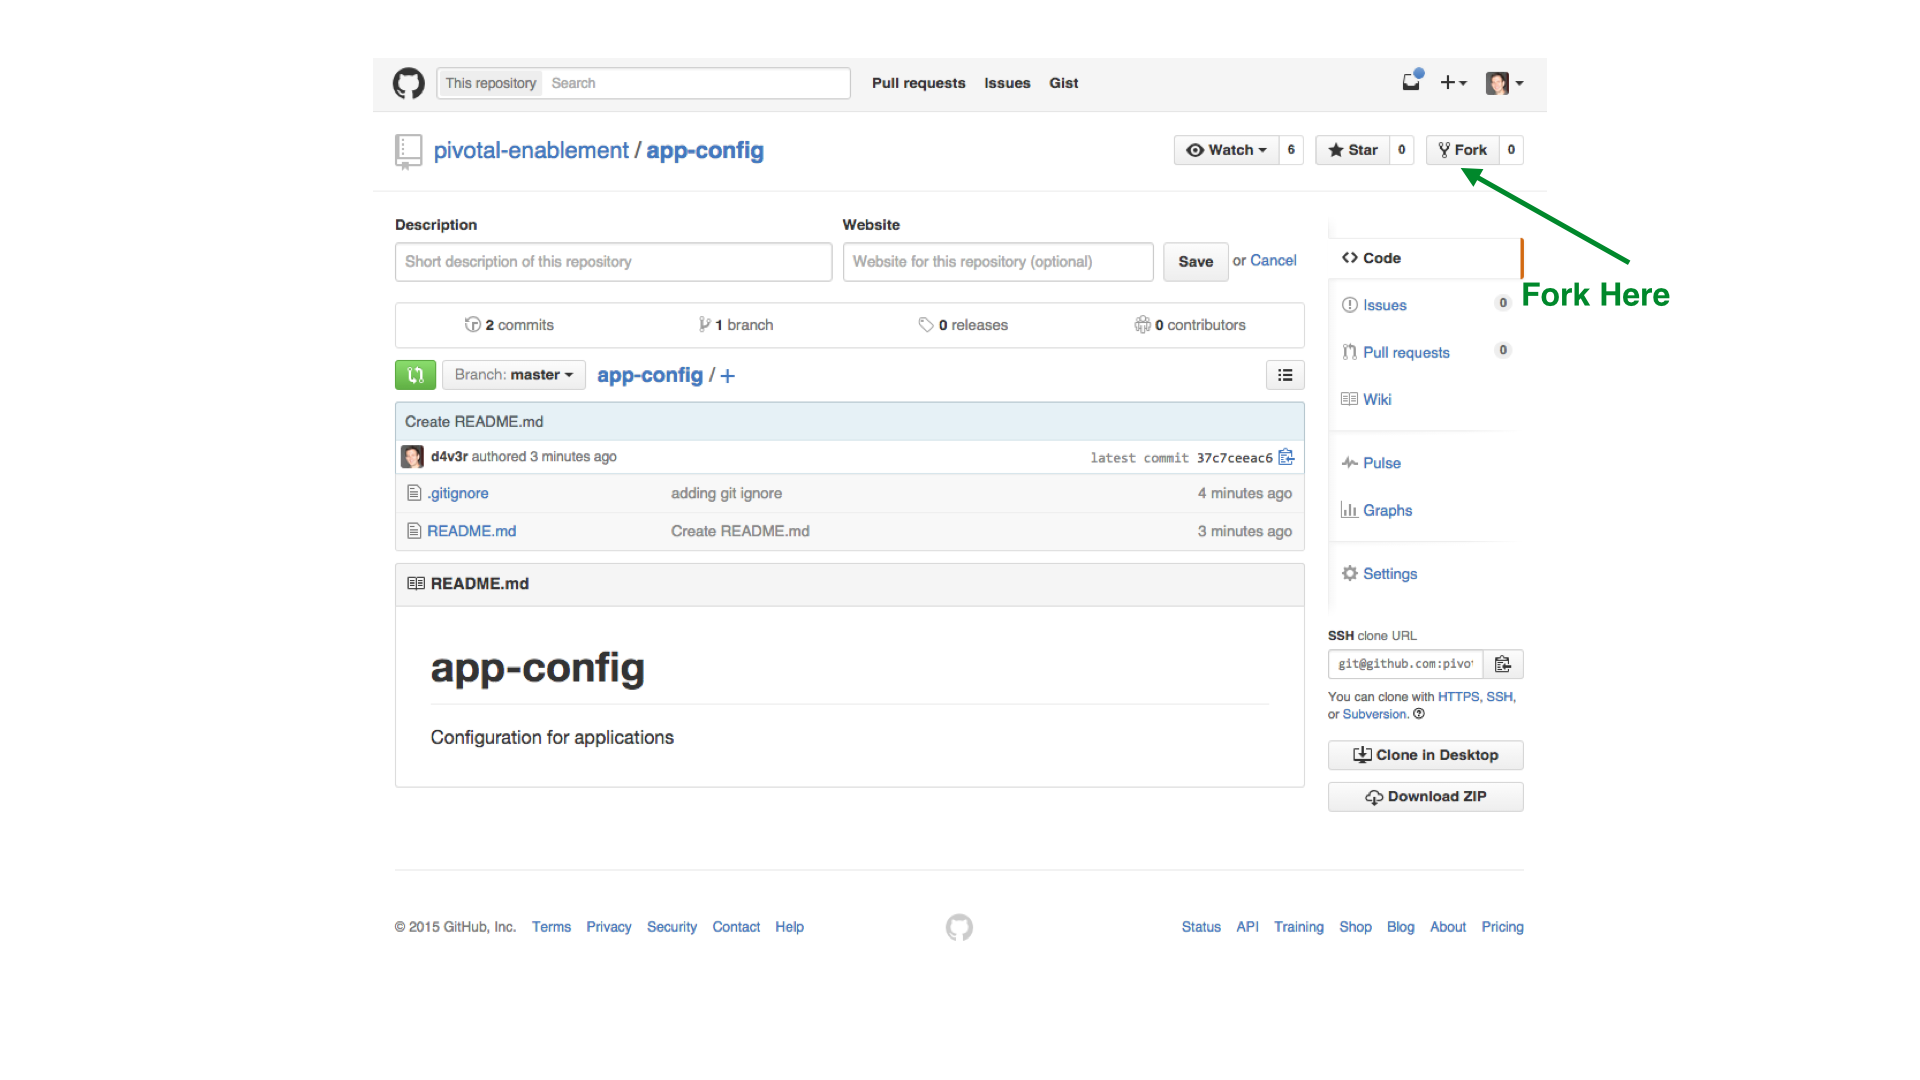 This repository Search Pull requests Issues Gist
pivotal-enablement / app-config Watch 6 Star 0 Fork 0
Description Website
Short description of this repository Website for this repository (optional) Save or Cancel
Code
Fork Here
Issues 0
Pull requests 0
Wiki
Pulse
Graphs
Settings
2 commits 1 branch 0 releases 0 contributors
Branch: master app-config / +
Create README.md
d4v3r authored 3 minutes ago latest commit 37c7ceeac6
.gitignore adding git ignore 4 minutes ago
README.md Create README.md 3 minutes ago
README.md
app-config
Configuration for applications
SSH clone URL
git@github.com:pivot
You can clone with HTTPS, SSH,
or Subversion.
Clone in Desktop
Download ZIP
© 2015 GitHub, Inc. Terms Privacy Security Contact Help Status API Training Shop Blog About Pricing